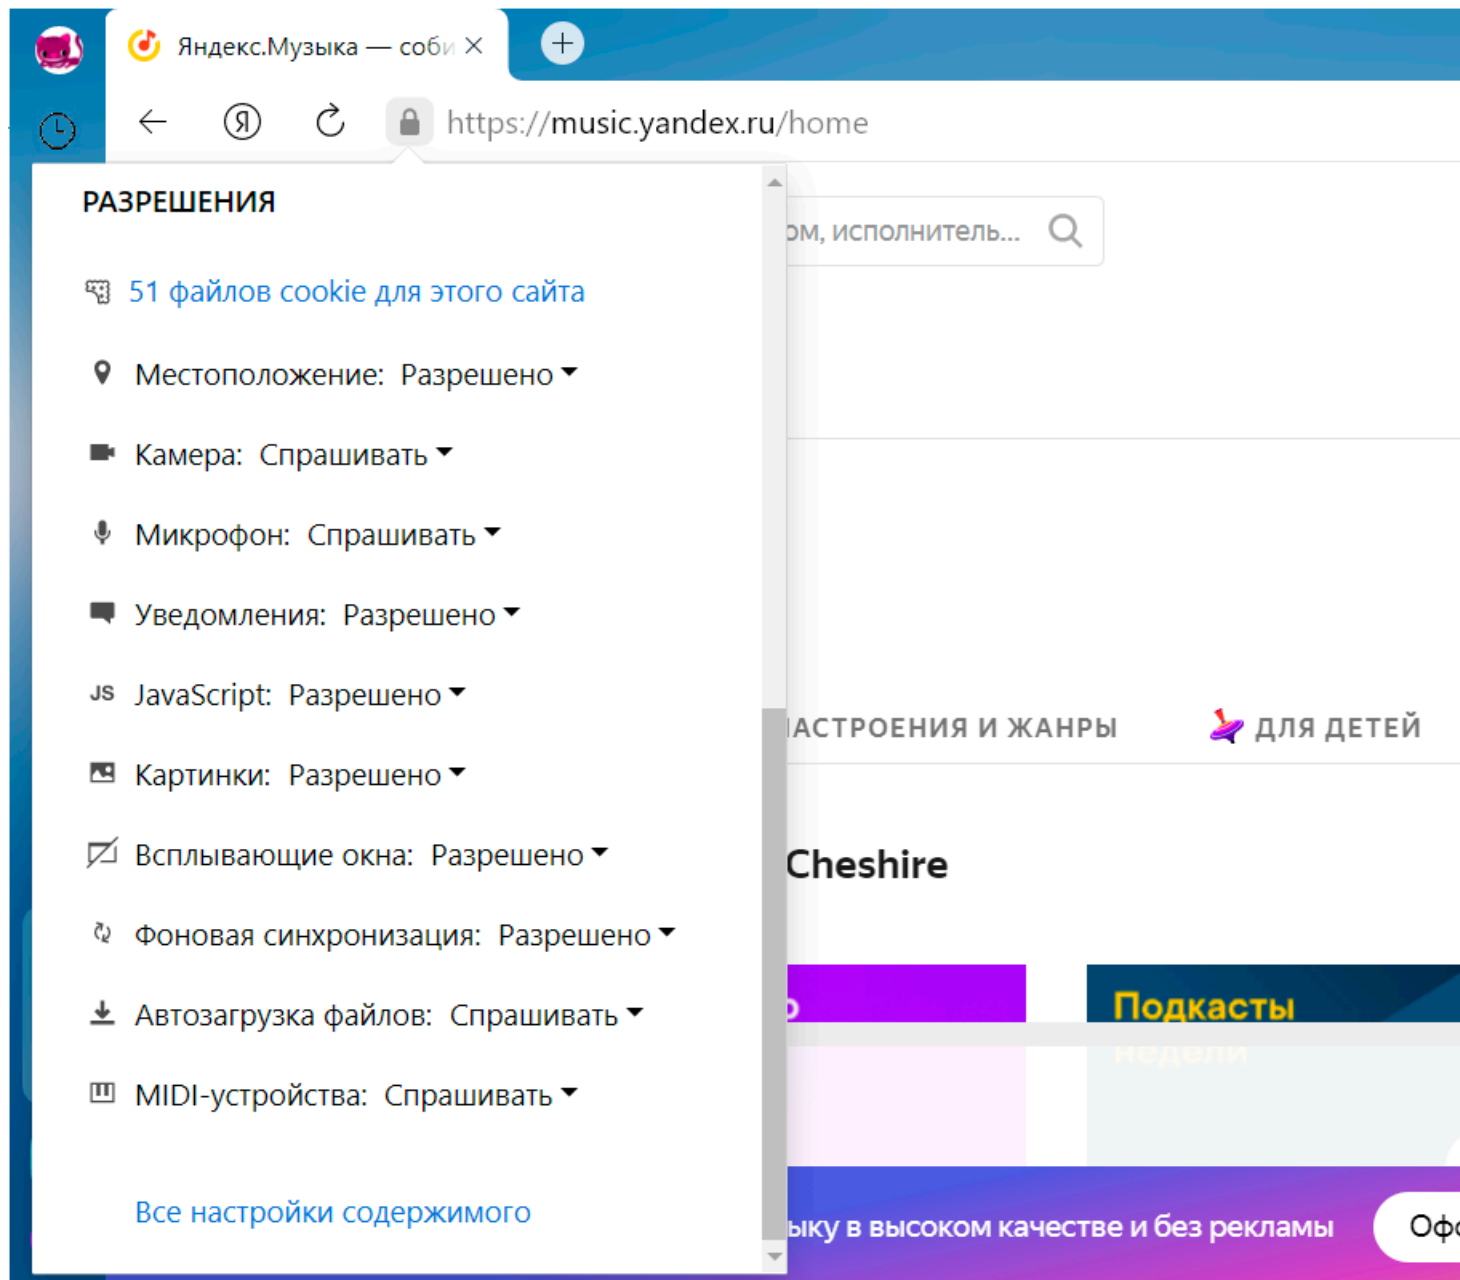 Яндекс.Музыка — соби
Я
https://music.yandex.ru/home
РАЗРЕШЕНИЯ
ом, исполнитель...
51 файлов cookie для этого сайта
Местоположение: Разрешено
Камера: Спрашивать
Микрофон: Спрашивать
Уведомления: Разрешено
JS JavaScript: Разрешено
АСТРОЕНИЯ И ЖАНРЫ
ДЛЯ ДЕТЕЙ
Картинки: Разрешено
Всплывающие окна: Разрешено
Cheshire
Фоновая синхронизация: Разрешено
Автозагрузка файлов: Спрашивать
Подкасты
недели
MIDI-устройства: Спрашивать
Все настройки содержимого
ыку в высоком качестве и без рекламы
Офо